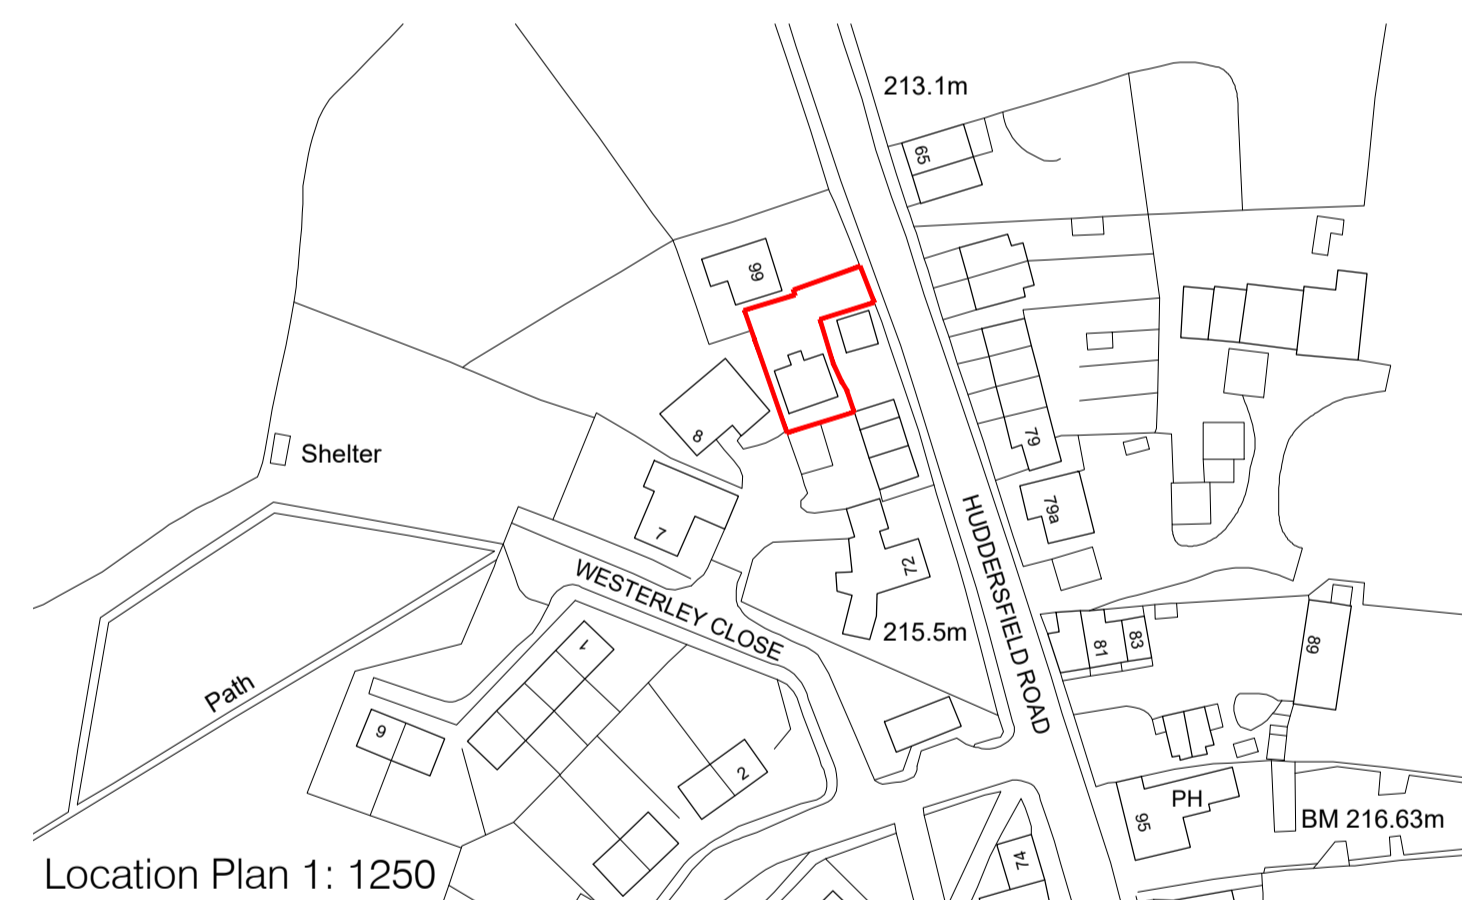 213.1m
65
66
79
8
Shelter
79a
7
HUDDERSFIELD ROAD
WESTERLEY CLOSE
72
215.5m
1
81
83
89
Path
9
2
PH
95
BM 216.63m
74
Location Plan 1: 1250